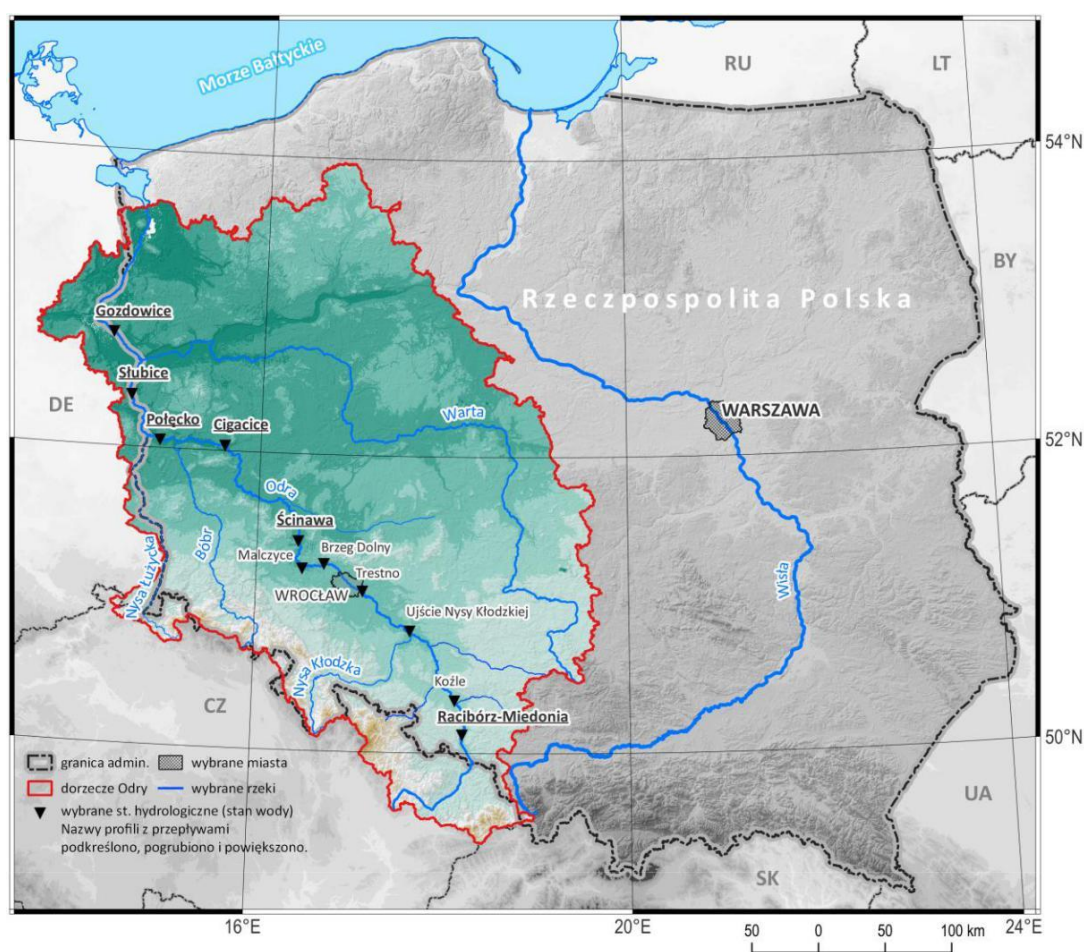 Morze Bałtyckie
RU
LT
54°N
BY
Rzeczpospolita Polska
Gozdowice
Słubice
DE
WARSZAWA
Połęcko
Cigacice
Warta
52°N
Odra
Ścinawa
Bóbr
Malczyce
Brzeg Dolny
Trestno
WROCŁAW
Wisła
Nysa Łużycka
Ujście Nysy Kłodzkiej
Nysa Kłodzka
Koźle
CZ
Racibórz-Miedonia
50°N
granica admin.
wybrane miasta
dorzecze Odry
wybrane rzeki
UA
wybrane st. hydrologiczne (stan wody)
Nazwy profili z przepływami
podkreślono, pogrubiono i powiększono.
SK
16°E
20°E
24°E
50 0 50 100 km